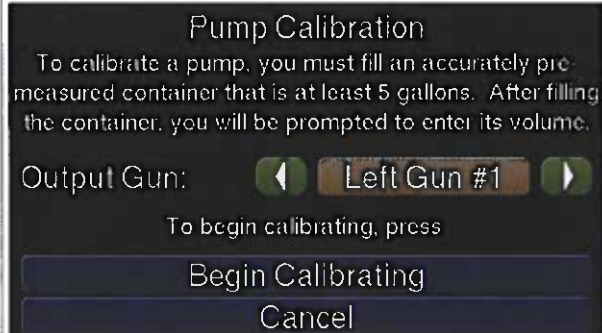 Pump Calibration
To calibrate a pump, you must fill an accurately pre-
measured container that is at least 5 gallons. After filling
the container, you will be prompted to enter its volume.
Output Gun: Left Gun #1
To begin calibrating, press
Begin Calibrating
Cancel